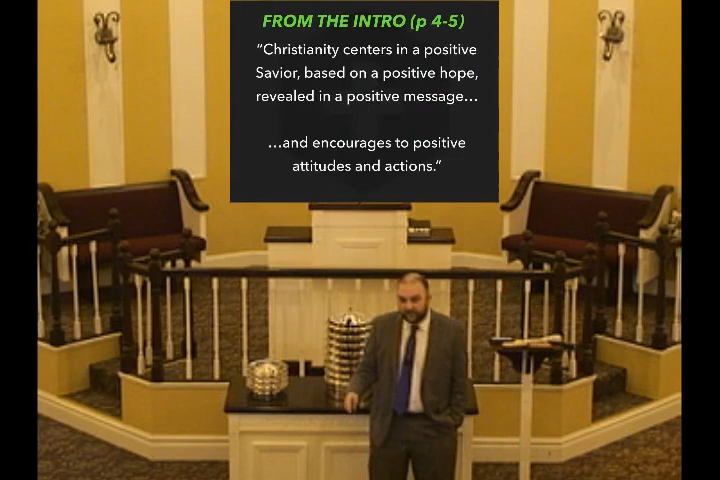 FROM THE INTRO (p 4-5)
“Christianity centers in a positive
Savior, based on a positive hope,
revealed in a positive message…
…and encourages to positive
attitudes and actions.”